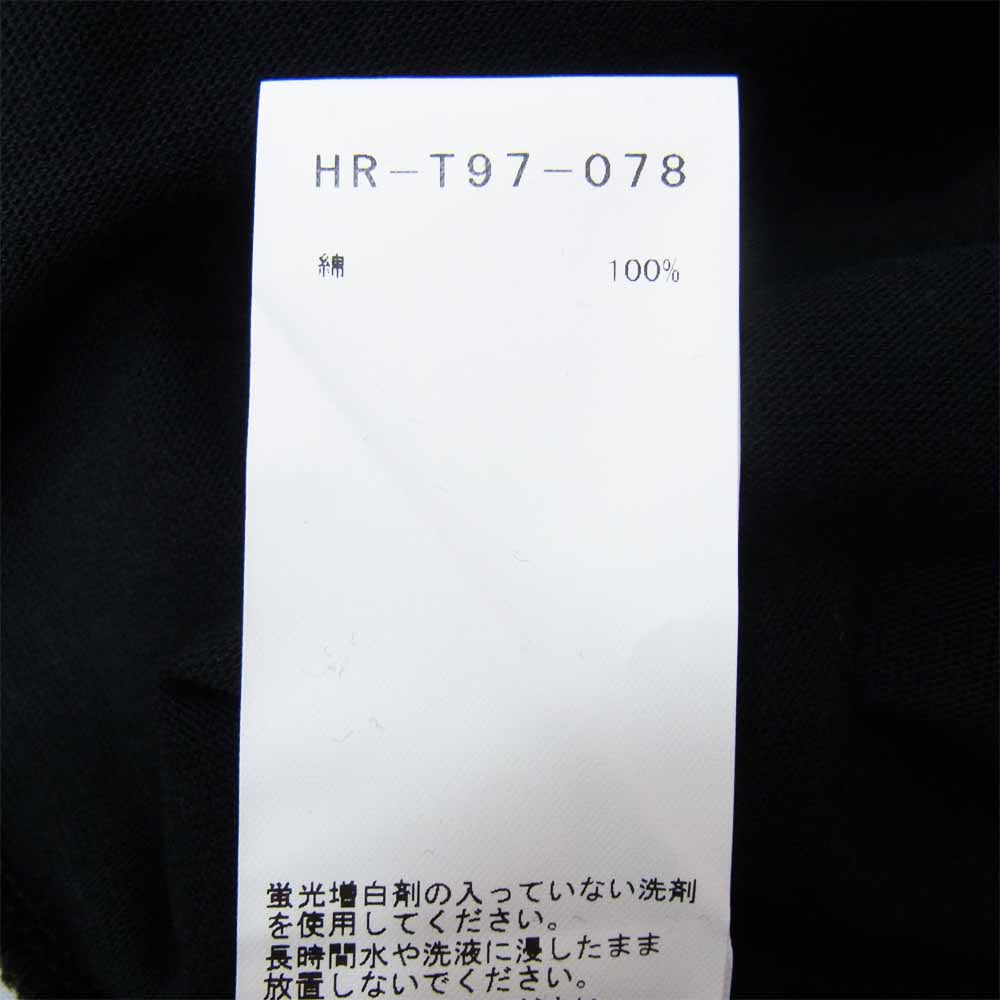 HR-T97-078
綿 100%
蛍光増白剤の入っていない洗剤
を使用してください。
長時間水や洗液に浸したまま
放置しないでください。